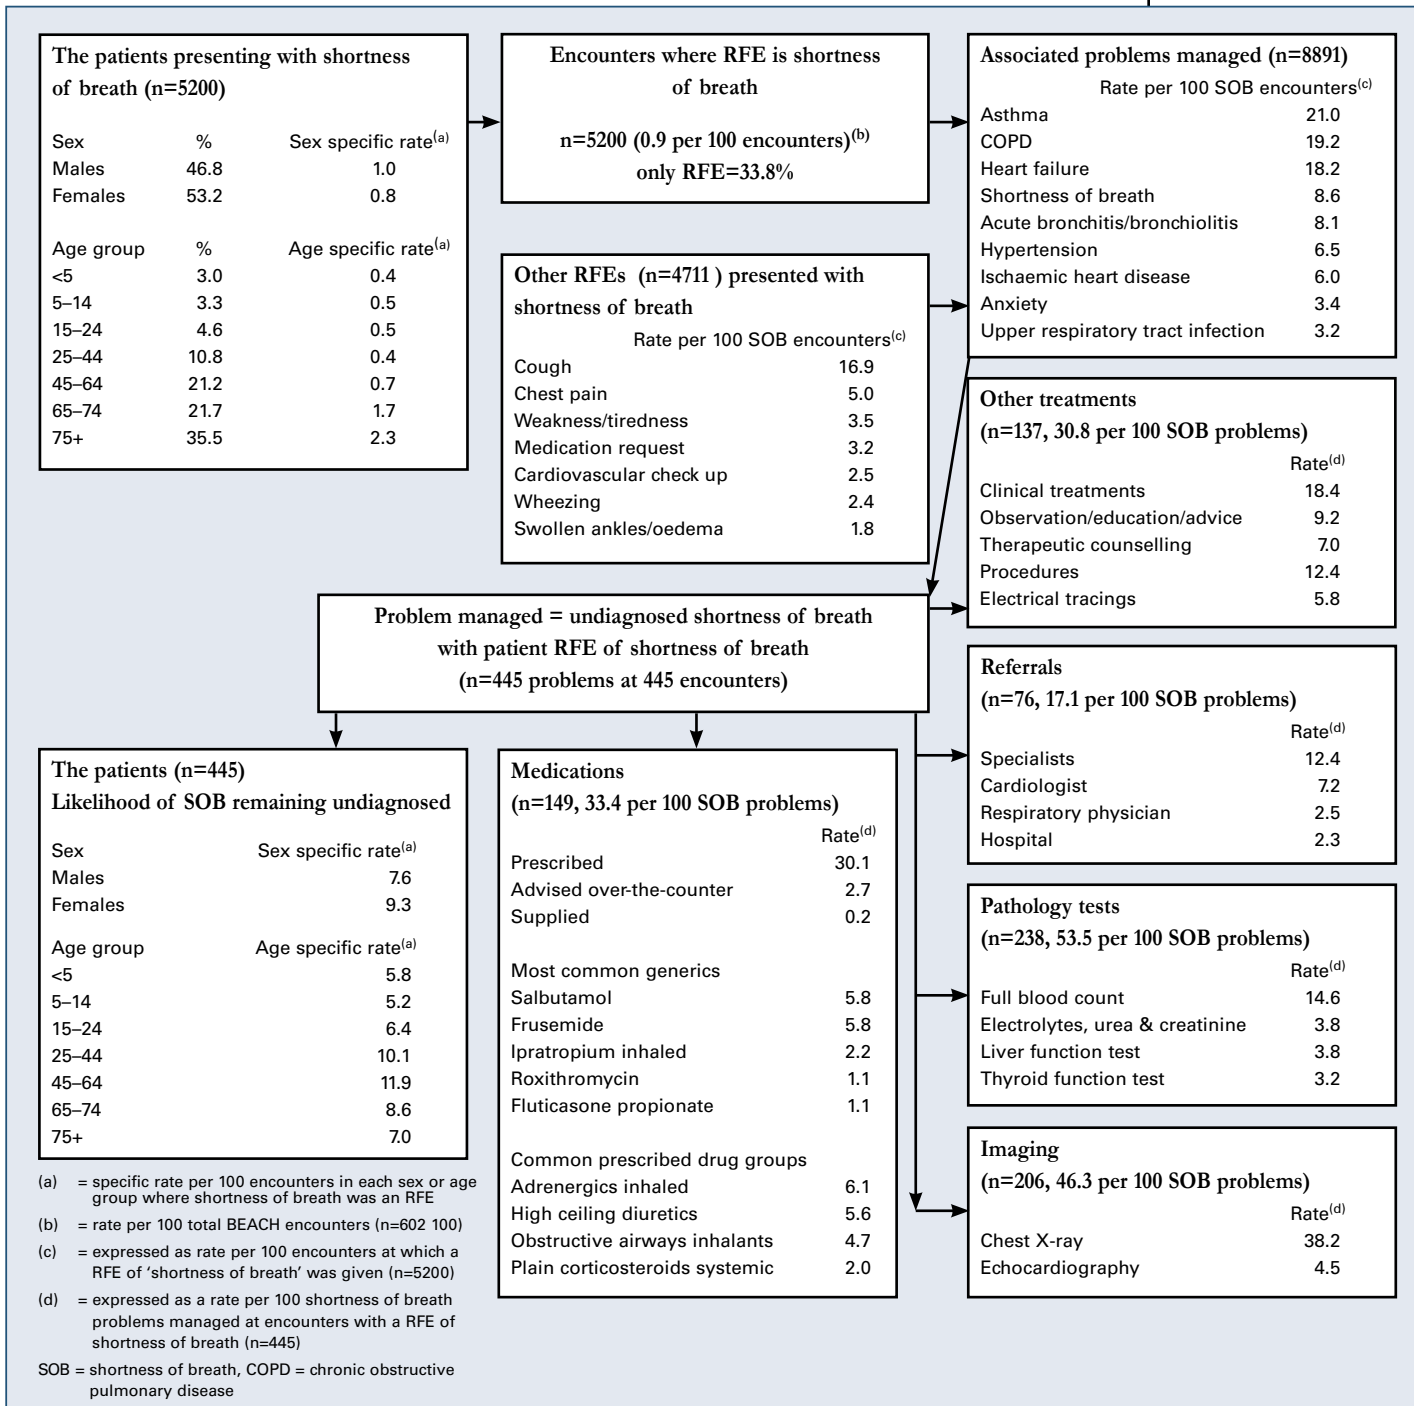 The patients presenting with shortness
of breath (n=5200)
Sex % Sex specific rate(a)
Males 46.8 1.0
Females 53.2 0.8
Age group % Age specific rate(a)
<5 3.0 0.4
5–14 3.3 0.5
15–24 4.6 0.5
25–44 10.8 0.4
45–64 21.2 0.7
65–74 21.7 1.7
75+ 35.5 2.3
Encounters where RFE is shortness
of breath
n=5200 (0.9 per 100 encounters)(b)
only RFE=33.8%
Other RFEs (n=4711 ) presented with
shortness of breath
Rate per 100 SOB encounters(c)
Cough 16.9
Chest pain 5.0
Weakness/tiredness 3.5
Medication request 3.2
Cardiovascular check up 2.5
Wheezing 2.4
Swollen ankles/oedema 1.8
Associated problems managed (n=8891)
Rate per 100 SOB encounters(c)
Asthma 21.0
COPD 19.2
Heart failure 18.2
Shortness of breath 8.6
Acute bronchitis/bronchiolitis 8.1
Hypertension 6.5
Ischaemic heart disease 6.0
Anxiety 3.4
Upper respiratory tract infection 3.2
Other treatments
(n=137, 30.8 per 100 SOB problems)
Rate(d)
Clinical treatments 18.4
Observation/education/advice 9.2
Therapeutic counselling 7.0
Procedures 12.4
Electrical tracings 5.8
Problem managed = undiagnosed shortness of breath
with patient RFE of shortness of breath
(n=445 problems at 445 encounters)
Referrals
(n=76, 17.1 per 100 SOB problems)
Rate(d)
Specialists 12.4
Cardiologist 7.2
Respiratory physician 2.5
Hospital 2.3
The patients (n=445)
Likelihood of SOB remaining undiagnosed
Sex Sex specific rate(a)
Males 7.6
Females 9.3
Age group Age specific rate(a)
<5 5.8
5–14 5.2
15–24 6.4
25–44 10.1
45–64 11.9
65–74 8.6
75+ 7.0
Medications
(n=149, 33.4 per 100 SOB problems)
Rate(d)
Prescribed 30.1
Advised over-the-counter 2.7
Supplied 0.2
Most common generics
Salbutamol 5.8
Frusemide 5.8
Ipratropium inhaled 2.2
Roxithromycin 1.1
Fluticasone propionate 1.1
Common prescribed drug groups
Adrenergics inhaled 6.1
High ceiling diuretics 5.6
Obstructive airways inhalants 4.7
Plain corticosteroids systemic 2.0
Pathology tests
(n=238, 53.5 per 100 SOB problems)
Rate(d)
Full blood count 14.6
Electrolytes, urea & creatinine 3.8
Liver function test 3.8
Thyroid function test 3.2
Imaging
(n=206, 46.3 per 100 SOB problems)
Rate(d)
Chest X-ray 38.2
Echocardiography 4.5
(a) = specific rate per 100 encounters in each sex or age
group where shortness of breath was an RFE
(b) = rate per 100 total BEACH encounters (n=602 100)
(c) = expressed as rate per 100 encounters at which a
RFE of ‘shortness of breath’ was given (n=5200)
(d) = expressed as a rate per 100 shortness of breath
problems managed at encounters with a RFE of
shortness of breath (n=445)
SOB = shortness of breath, COPD = chronic obstructive
pulmonary disease